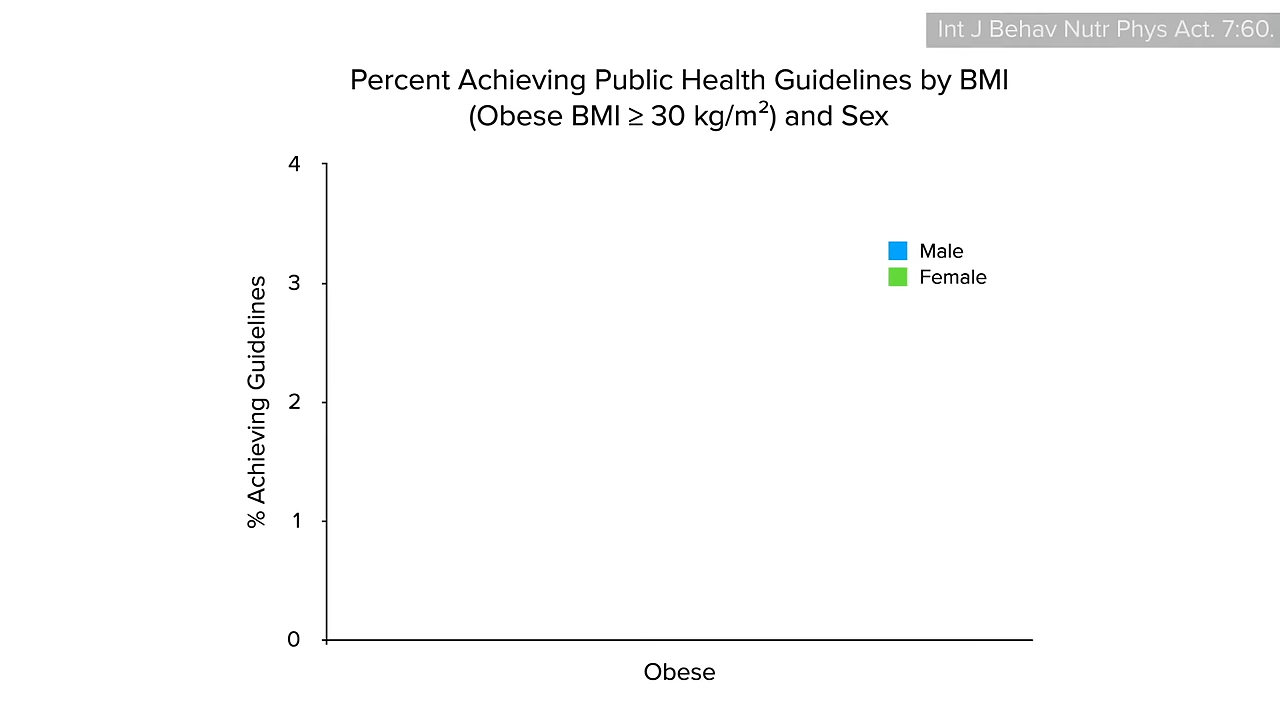 Int J Behav Nutr Phys Act. 7:60.
Percent Achieving Public Health Guidelines by BMI
(Obese BMI ≥ 30 kg/m²) and Sex
4
3
2
1
0
% Achieving Guidelines
Male
Female
Obese